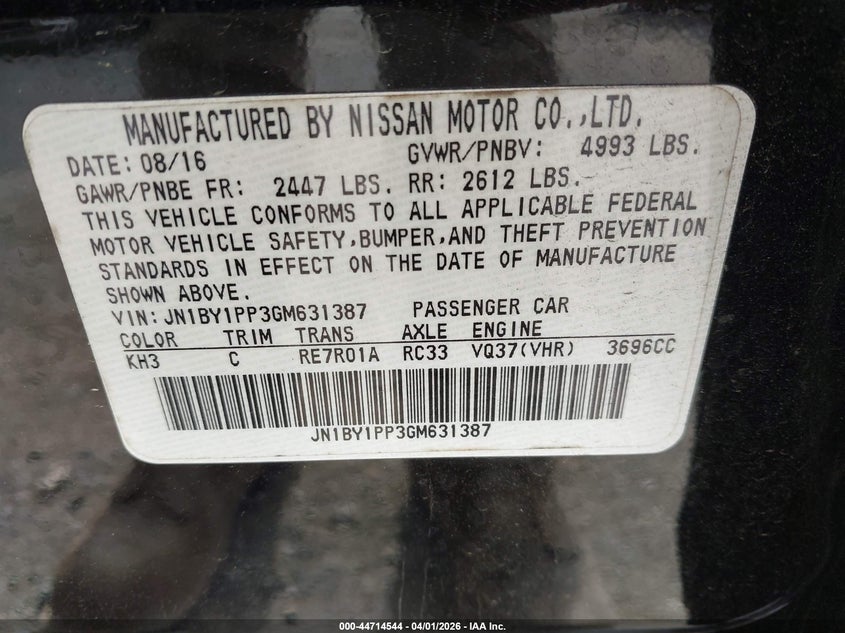 MANUFACTURED BY NISSAN MOTOR CO.,LTD.
DATE: 08/16 GVWR/PNBV: 4993 LBS.
GAWR/PNBE FR: 2447 LBS. RR: 2612 LBS.
THIS VEHICLE CONFORMS TO ALL APPLICABLE FEDERAL
MOTOR VEHICLE SAFETY,BUMPER,AND THEFT PREVENTION
STANDARDS IN EFFECT ON THE DATE OF MANUFACTURE
SHOWN ABOVE.
VIN: JN1BY1PP3GM631387 PASSENGER CAR
COLOR TRIM TRANS AXLE ENGINE
KH3 C RE7R01A RC33 VQ37(VHR) 3696CC
JN1BY1PP3GM631387
000-44714544 | 04/01/2026 - IAA Inc.